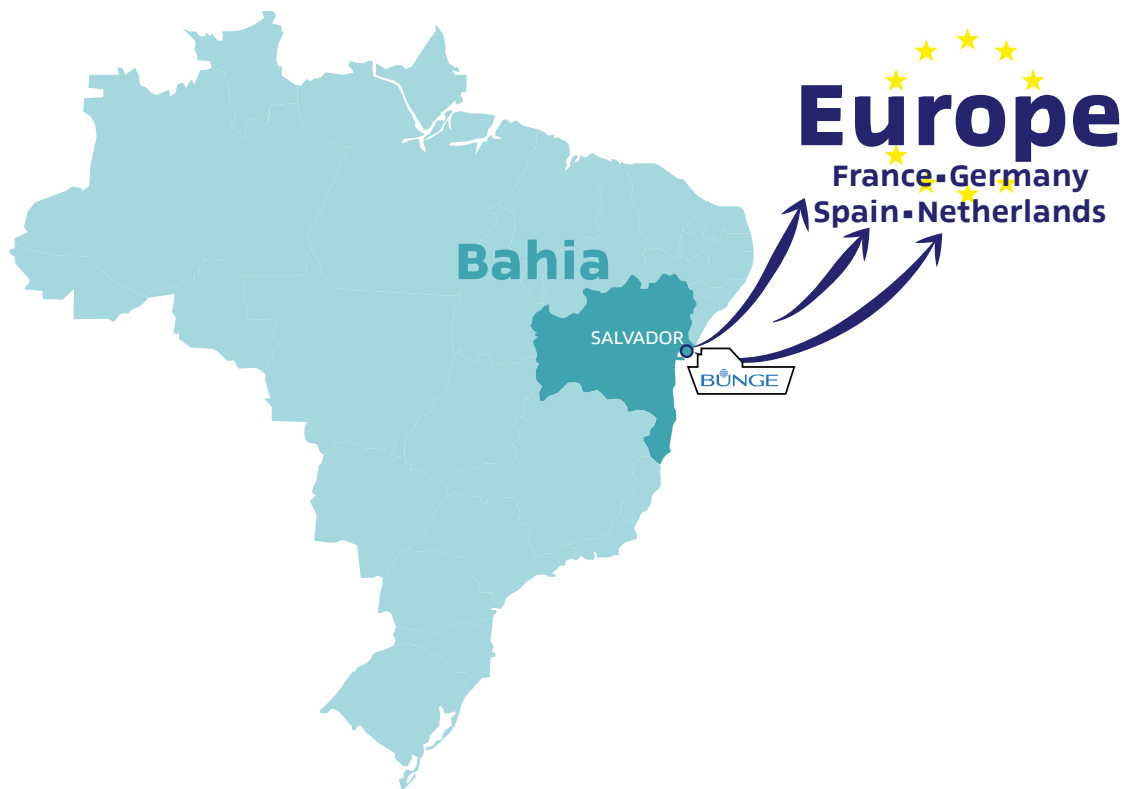 Europe
France▪Germany
Spain▪Netherlands
Bahia
SALVADOR
BUNGE